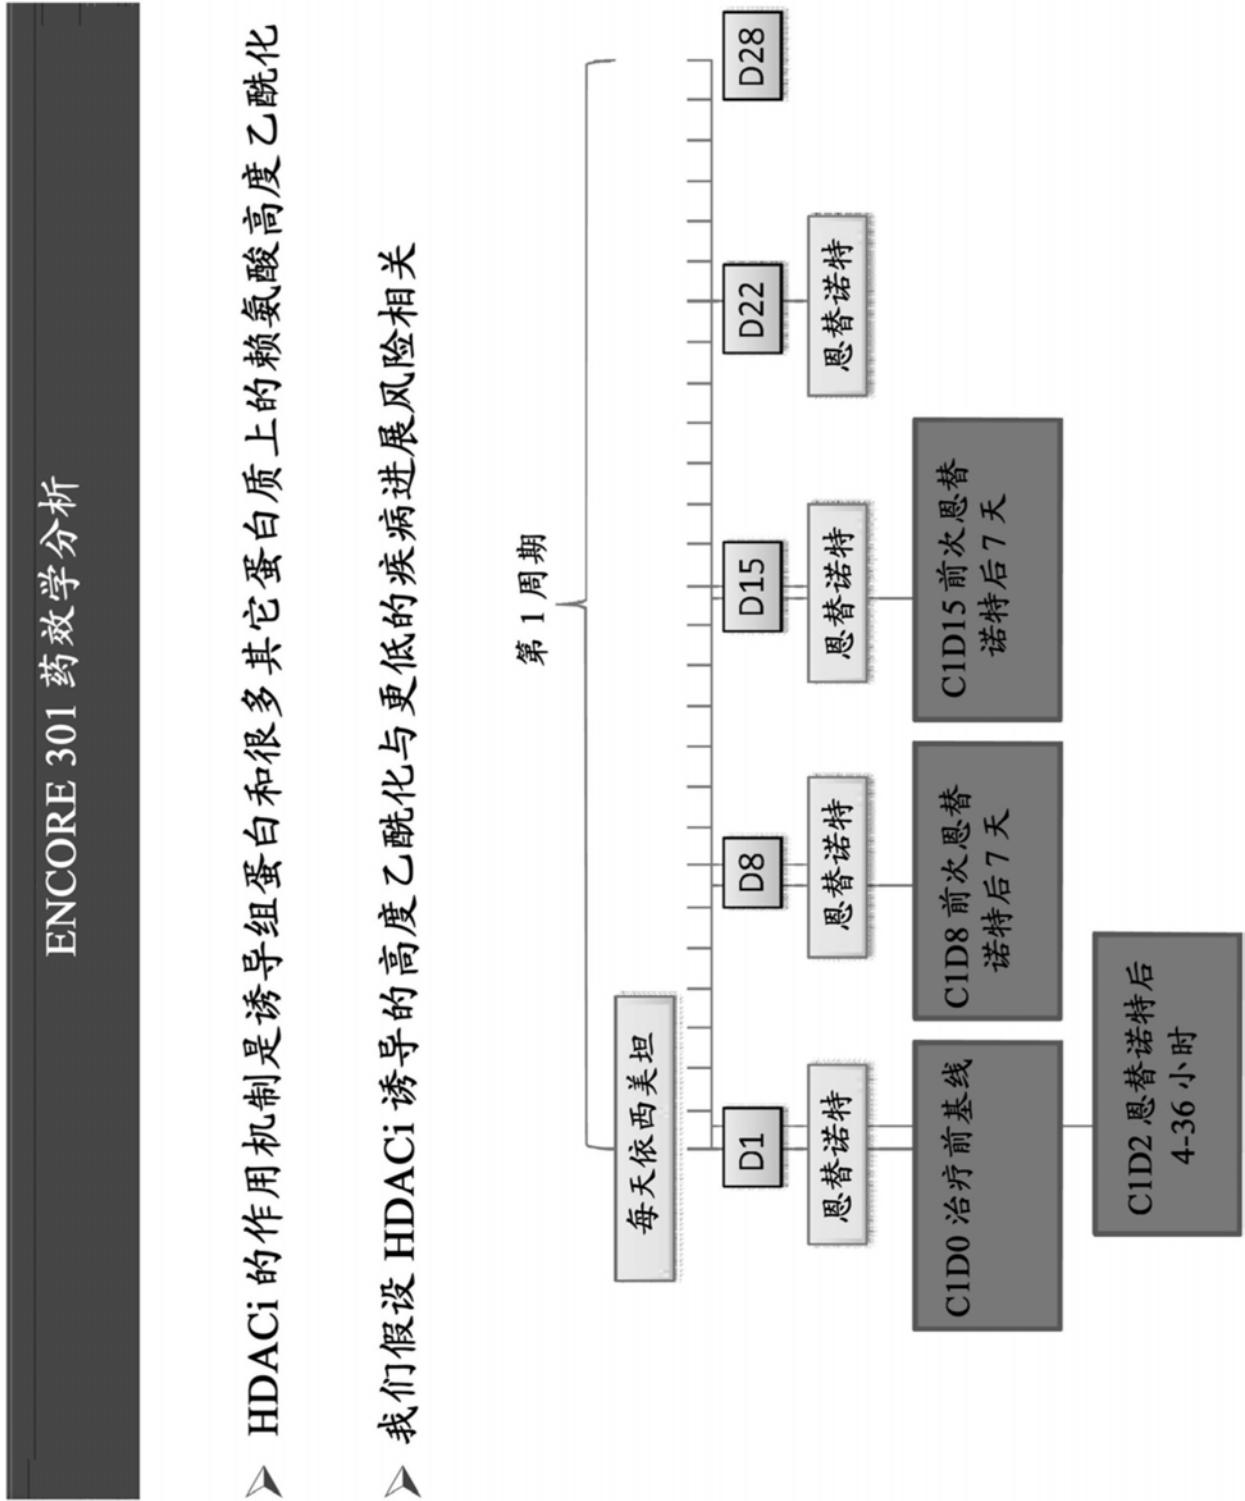 ENCORE 301 药效学分析
HDACi 的作用机制是诱导组蛋白和很多其它蛋白质上的赖氨酸高度乙酰化
我们假设 HDACi 诱导的高度乙酰化与更低的疾病进展风险相关
第 1 周期
每天依西美坦
D1
D8
D15
D22
D28
恩替诺特
恩替诺特
恩替诺特
恩替诺特
C1D0 治疗前基线
C1D8 前次恩替
诺特后 7 天
C1D15 前次恩替
诺特后 7 天
C1D2 恩替诺特后
4-36 小时